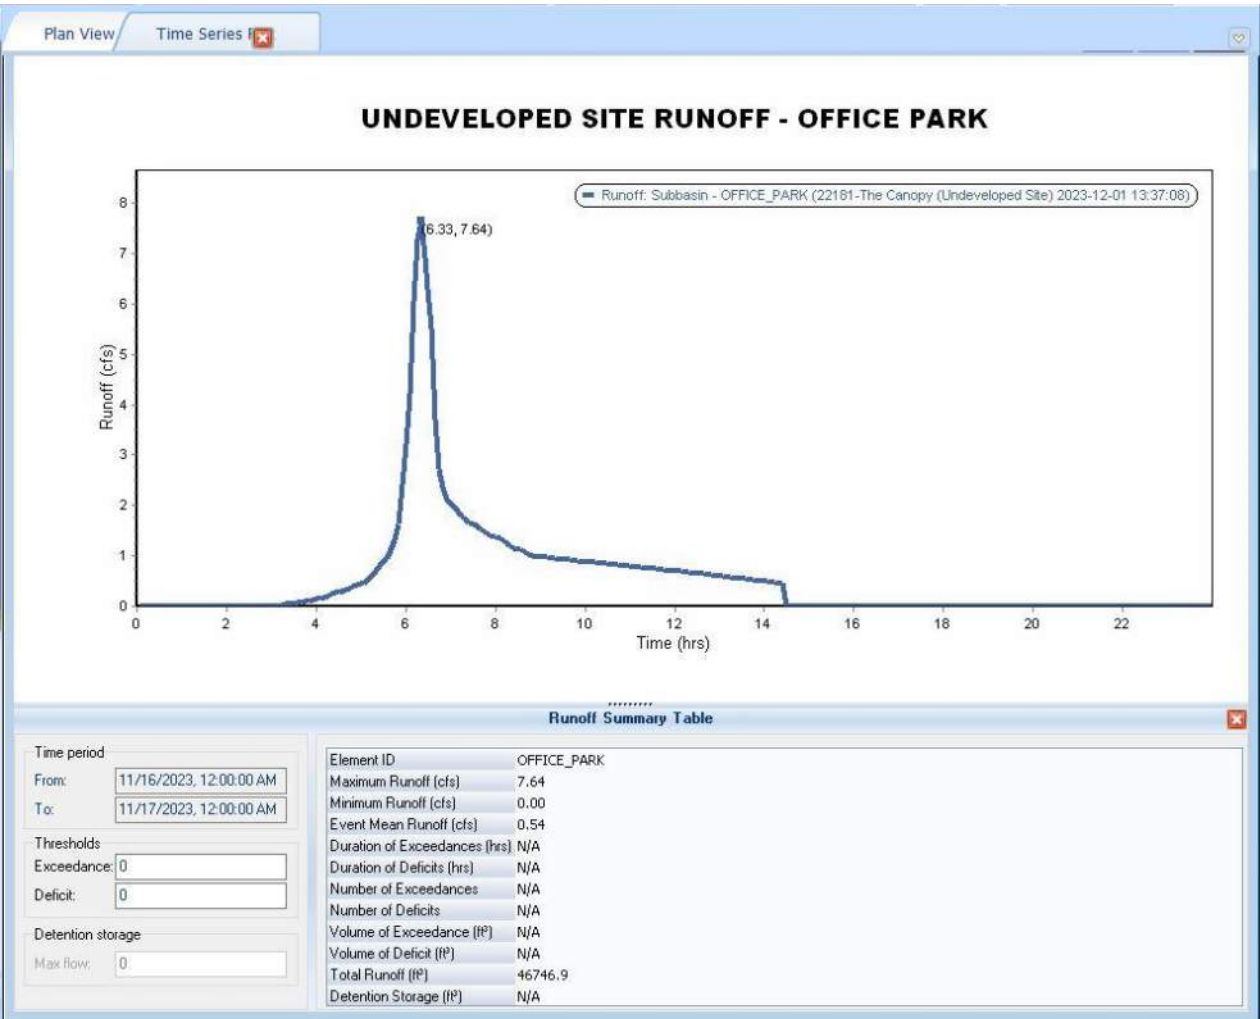 Plan View
Time Series
UNDEVELOPED SITE RUNOFF - OFFICE PARK
Runoff: Subbasin - OFFICE_PARK (22181-The Canopy (Undeveloped Site) 2023-12-01 13:37:08)
(6.33, 7.64)
8
7
6
5
4
3
2
1
0
Runoff (cfs)
0 2 4 6 8 10 12 14 16 18 20 22
Time (hrs)
Runoff Summary Table
Time period
From: 11/16/2023, 12:00:00 AM
To: 11/17/2023, 12:00:00 AM
Thresholds
Exceedance: 0
Deficit: 0
Detention storage
Max flow: 0
Element ID OFFICE_PARK
Maximum Runoff (cfs) 7.64
Minimum Runoff (cfs) 0.00
Event Mean Runoff (cfs) 0.54
Duration of Exceedances (hrs) N/A
Duration of Deficits (hrs) N/A
Number of Exceedances N/A
Number of Deficits N/A
Volume of Exceedance (ft³) N/A
Volume of Deficit (ft³) N/A
Total Runoff (ft³) 46746.9
Detention Storage (ft³) N/A